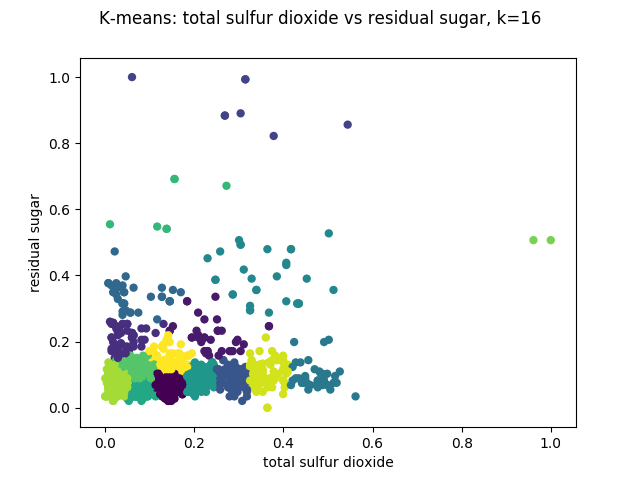 K-means: total sulfur dioxide vs residual sugar, k=16
1.0
0.8
0.6
0.4
0.2
0.0
residual sugar
0.0 0.2 0.4 0.6 0.8 1.0
total sulfur dioxide